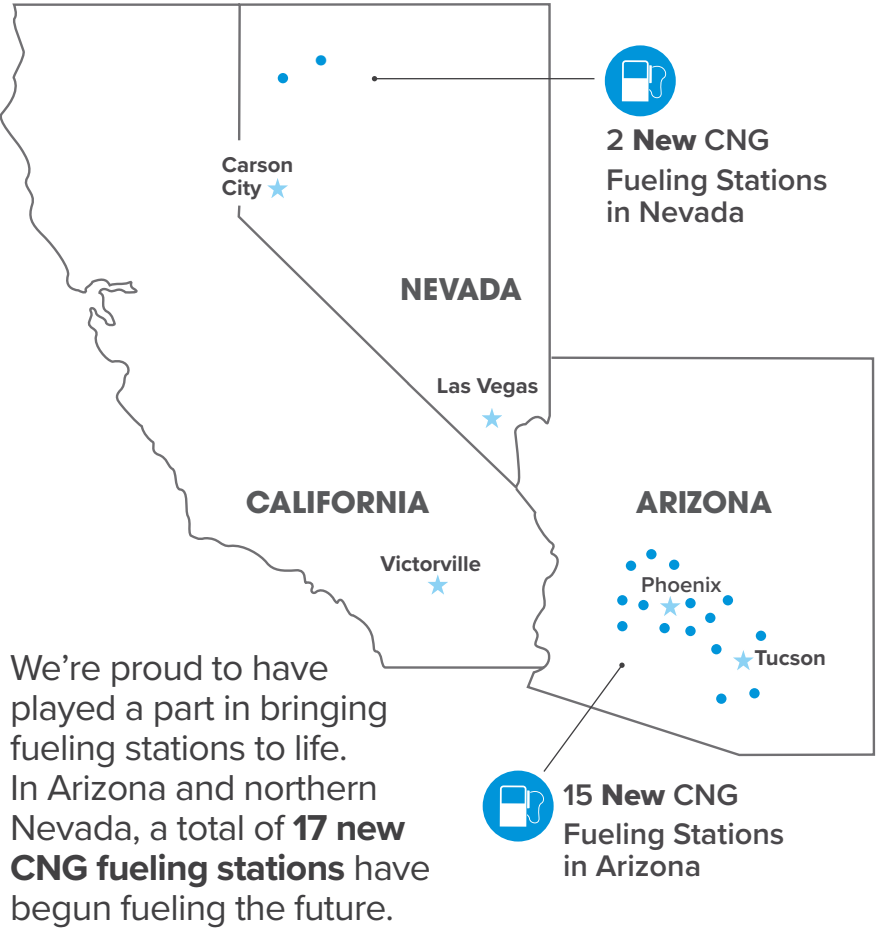 2 New CNG
Fueling Stations
in Nevada
Carson
City
NEVADA
Las Vegas
CALIFORNIA
ARIZONA
Victorville
Phoenix
Tucson
We’re proud to have
played a part in bringing
fueling stations to life.
In Arizona and northern
Nevada, a total of 17 new
CNG fueling stations have
begun fueling the future.
15 New CNG
Fueling Stations
in Arizona